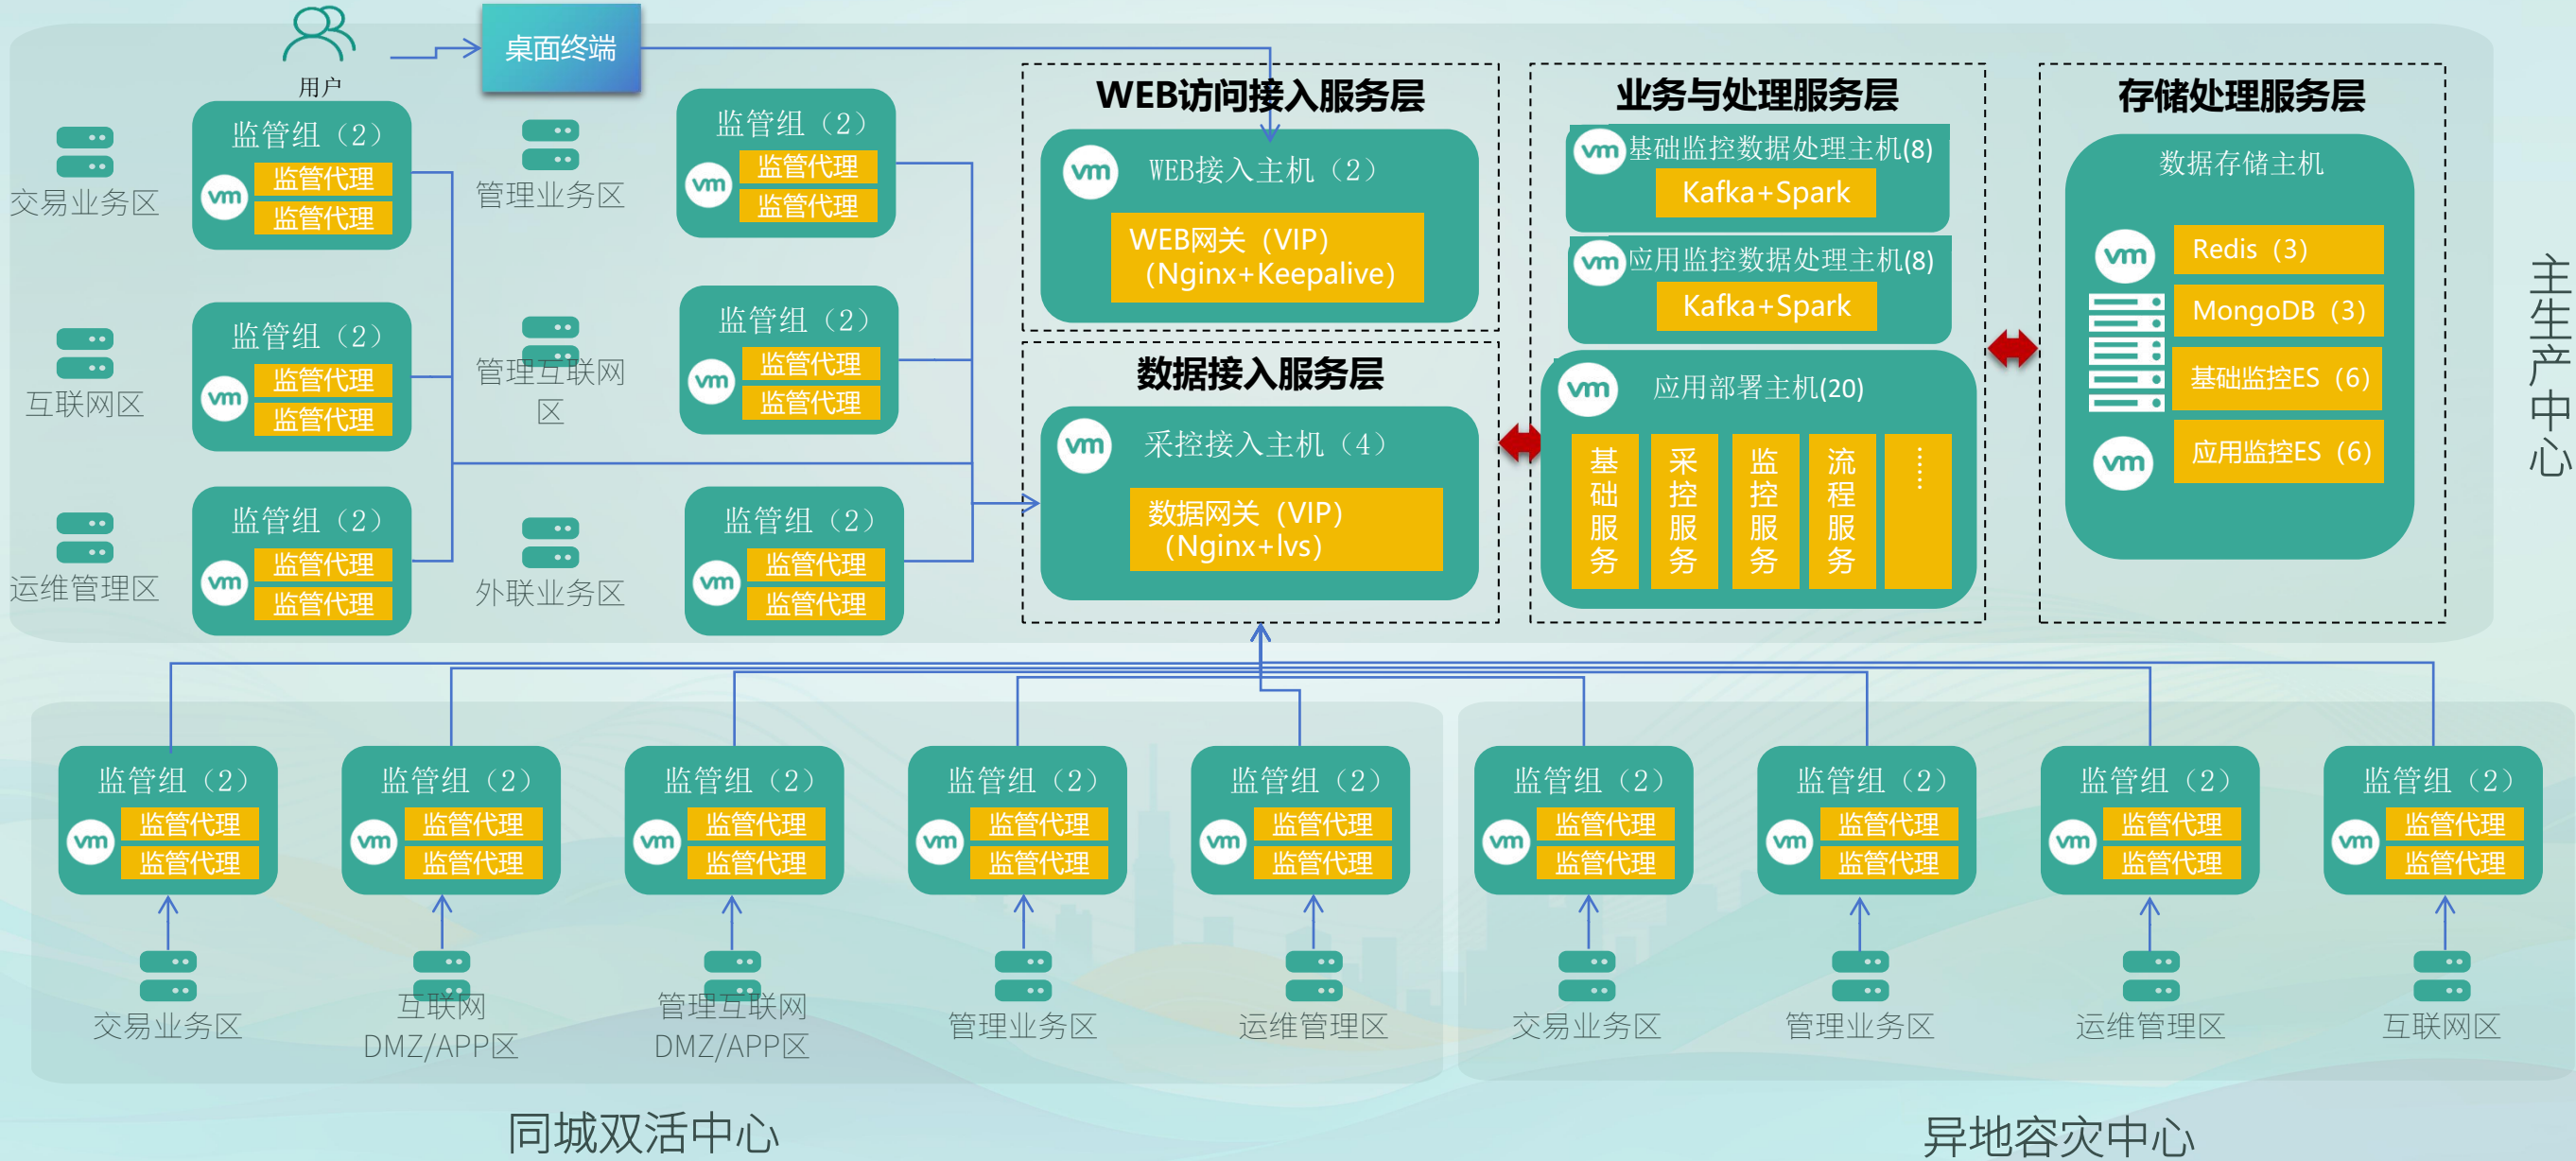 用户
桌面终端
交易业务区
监管组（2）
vm
监管代理
监管代理
管理业务区
监管组（2）
vm
监管代理
监管代理
互联网区
监管组（2）
vm
监管代理
监管代理
管理互联网
区
监管组（2）
vm
监管代理
监管代理
运维管理区
监管组（2）
vm
监管代理
监管代理
外联业务区
监管组（2）
vm
监管代理
监管代理
WEB访问接入服务层
vm
WEB接入主机（2）
WEB网关（VIP）
（Nginx+Keepalive）
数据接入服务层
vm
采控接入主机（4）
数据网关（VIP）
（Nginx+lvs）
业务与处理服务层
vm
基础监控数据处理主机(8)
Kafka+Spark
vm
应用监控数据处理主机(8)
Kafka+Spark
vm
应用部署主机(20)
基础服务
采控服务
监控服务
流程服务
……
存储处理服务层
数据存储主机
vm
Redis（3）
MongoDB（3）
基础监控ES（6）
vm
应用监控ES（6）
主生产中心
监管组（2）
vm
监管代理
监管代理
交易业务区
监管组（2）
vm
监管代理
监管代理
互联网
DMZ/APP区
监管组（2）
vm
监管代理
监管代理
管理互联网
DMZ/APP区
监管组（2）
vm
监管代理
监管代理
管理业务区
监管组（2）
vm
监管代理
监管代理
运维管理区
同城双活中心
监管组（2）
vm
监管代理
监管代理
交易业务区
监管组（2）
vm
监管代理
监管代理
管理业务区
监管组（2）
vm
监管代理
监管代理
运维管理区
监管组（2）
vm
监管代理
监管代理
互联网区
异地容灾中心